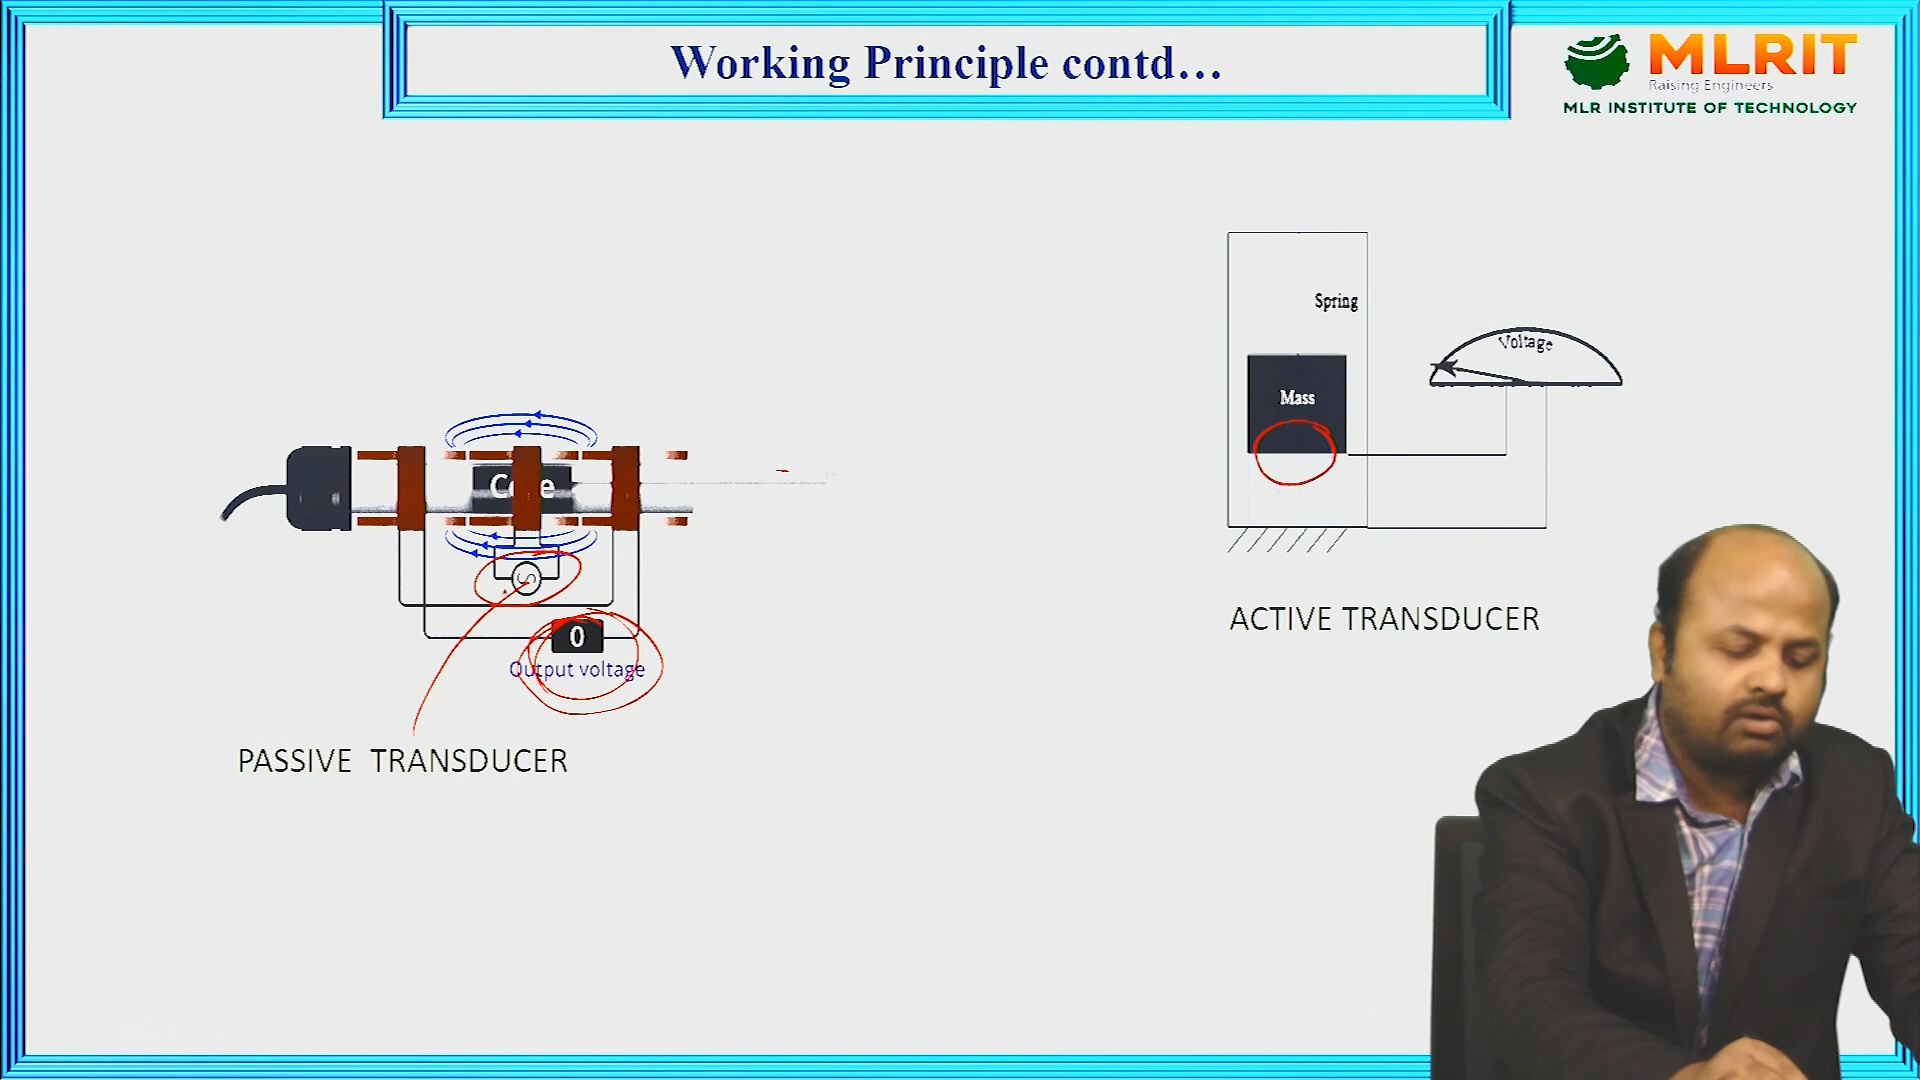 Working Principle contd...
MLRIT
Raising Engineers
MLR INSTITUTE OF TECHNOLOGY
Spring
Voltage
Mass
0
Output voltage
ACTIVE TRANSDUCER
PASSIVE TRANSDUCER